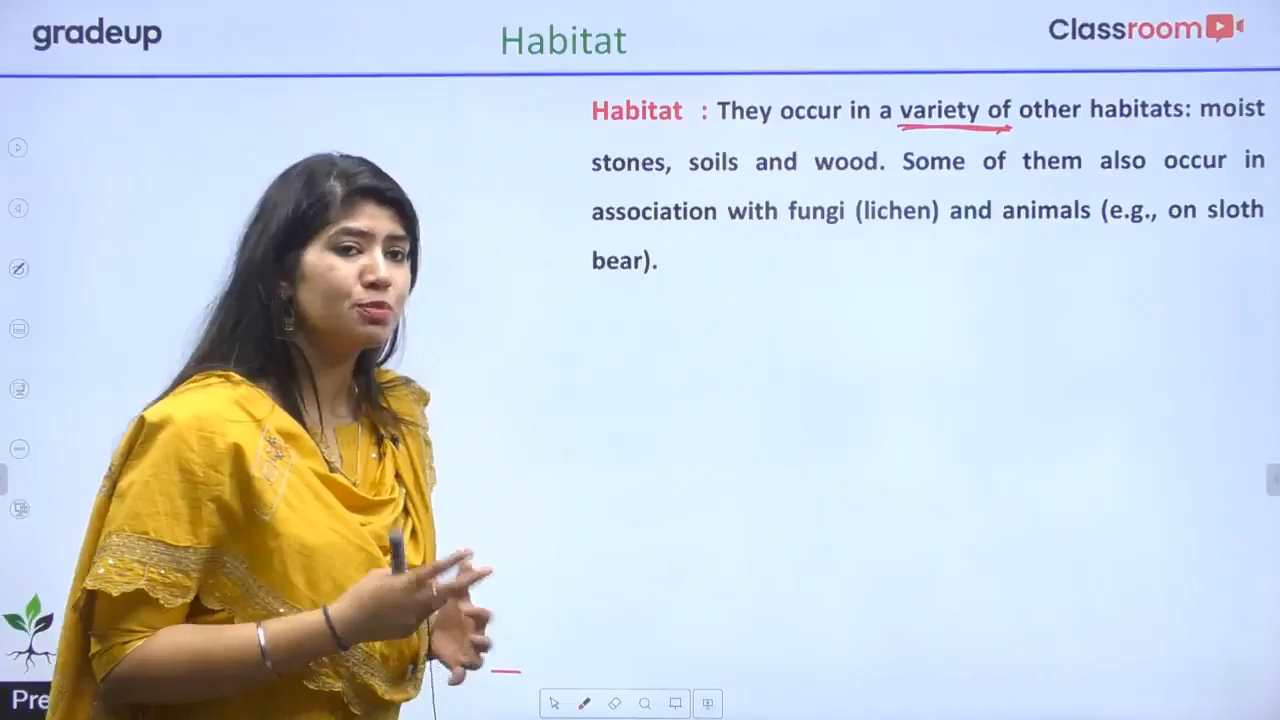 gradeup
Habitat
Classroom
Habitat : They occur in a variety of other habitats: moist
stones, soils and wood. Some of them also occur in
association with fungi (lichen) and animals (e.g., on sloth
bear).
Pre